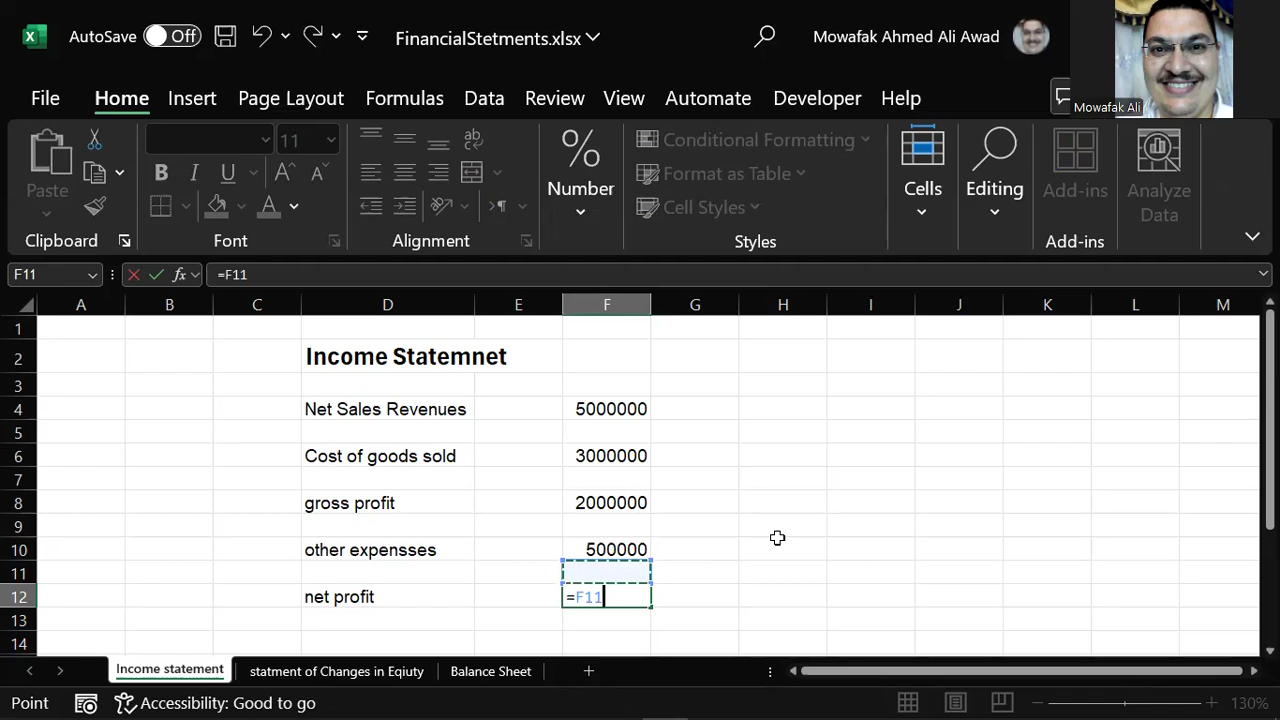 AutoSave Off FinancialStetments.xlsx Mowafak Ahmed Ali Awad
Mowafak Ali
File Home Insert Page Layout Formulas Data Review View Automate Developer Help
Paste
11
B I U
ab
Number
Conditional Formatting
Format as Table
Cell Styles
Cells
Editing
Add-ins
Analyze
Data
Clipboard Font Alignment Styles Add-ins
F11 fx =F11
A B C D E F G H I J K L M
1
2 Income Statemnet
3
4 Net Sales Revenues 5000000
5
6 Cost of goods sold 3000000
7
8 gross profit 2000000
9
10 other expensses 500000
11
12 net profit =F11
13
14
Income statement statment of Changes in Eqiuty Balance Sheet
Point Accessibility: Good to go 130%